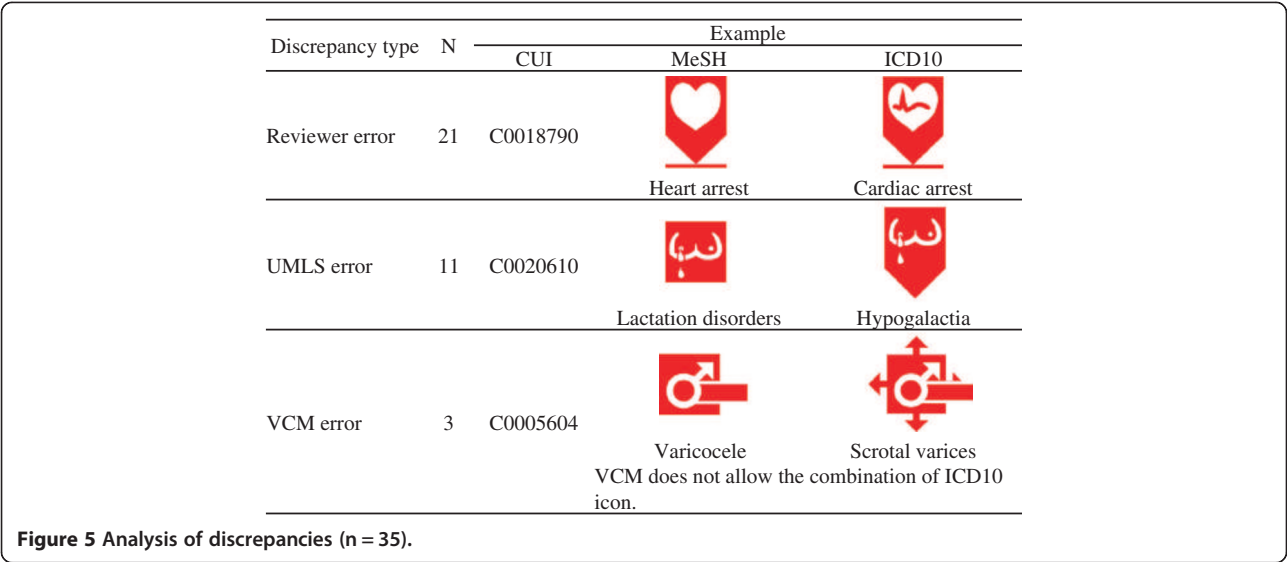 Discrepancy type N Example
CUI MeSH ICD10
Reviewer error 21 C0018790
Heart arrest Cardiac arrest
UMLS error 11 C0020610
Lactation disorders Hypogalactia
VCM error 3 C0005604
Varicocele Scrotal varices
VCM does not allow the combination of ICD10
icon.
Figure 5 Analysis of discrepancies (n = 35).